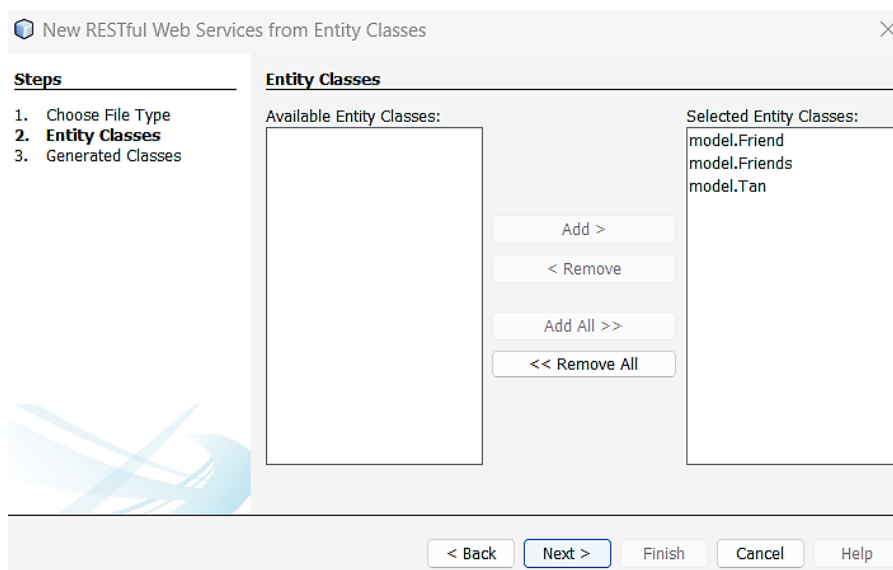 New RESTful Web Services from Entity Classes
Steps
1. Choose File Type
2. Entity Classes
3. Generated Classes
Entity Classes
Available Entity Classes:
Add >
< Remove
Add All >>
<< Remove All
Selected Entity Classes:
model.Friend
model.Friends
model.Tan
< Back
Next >
Finish
Cancel
Help